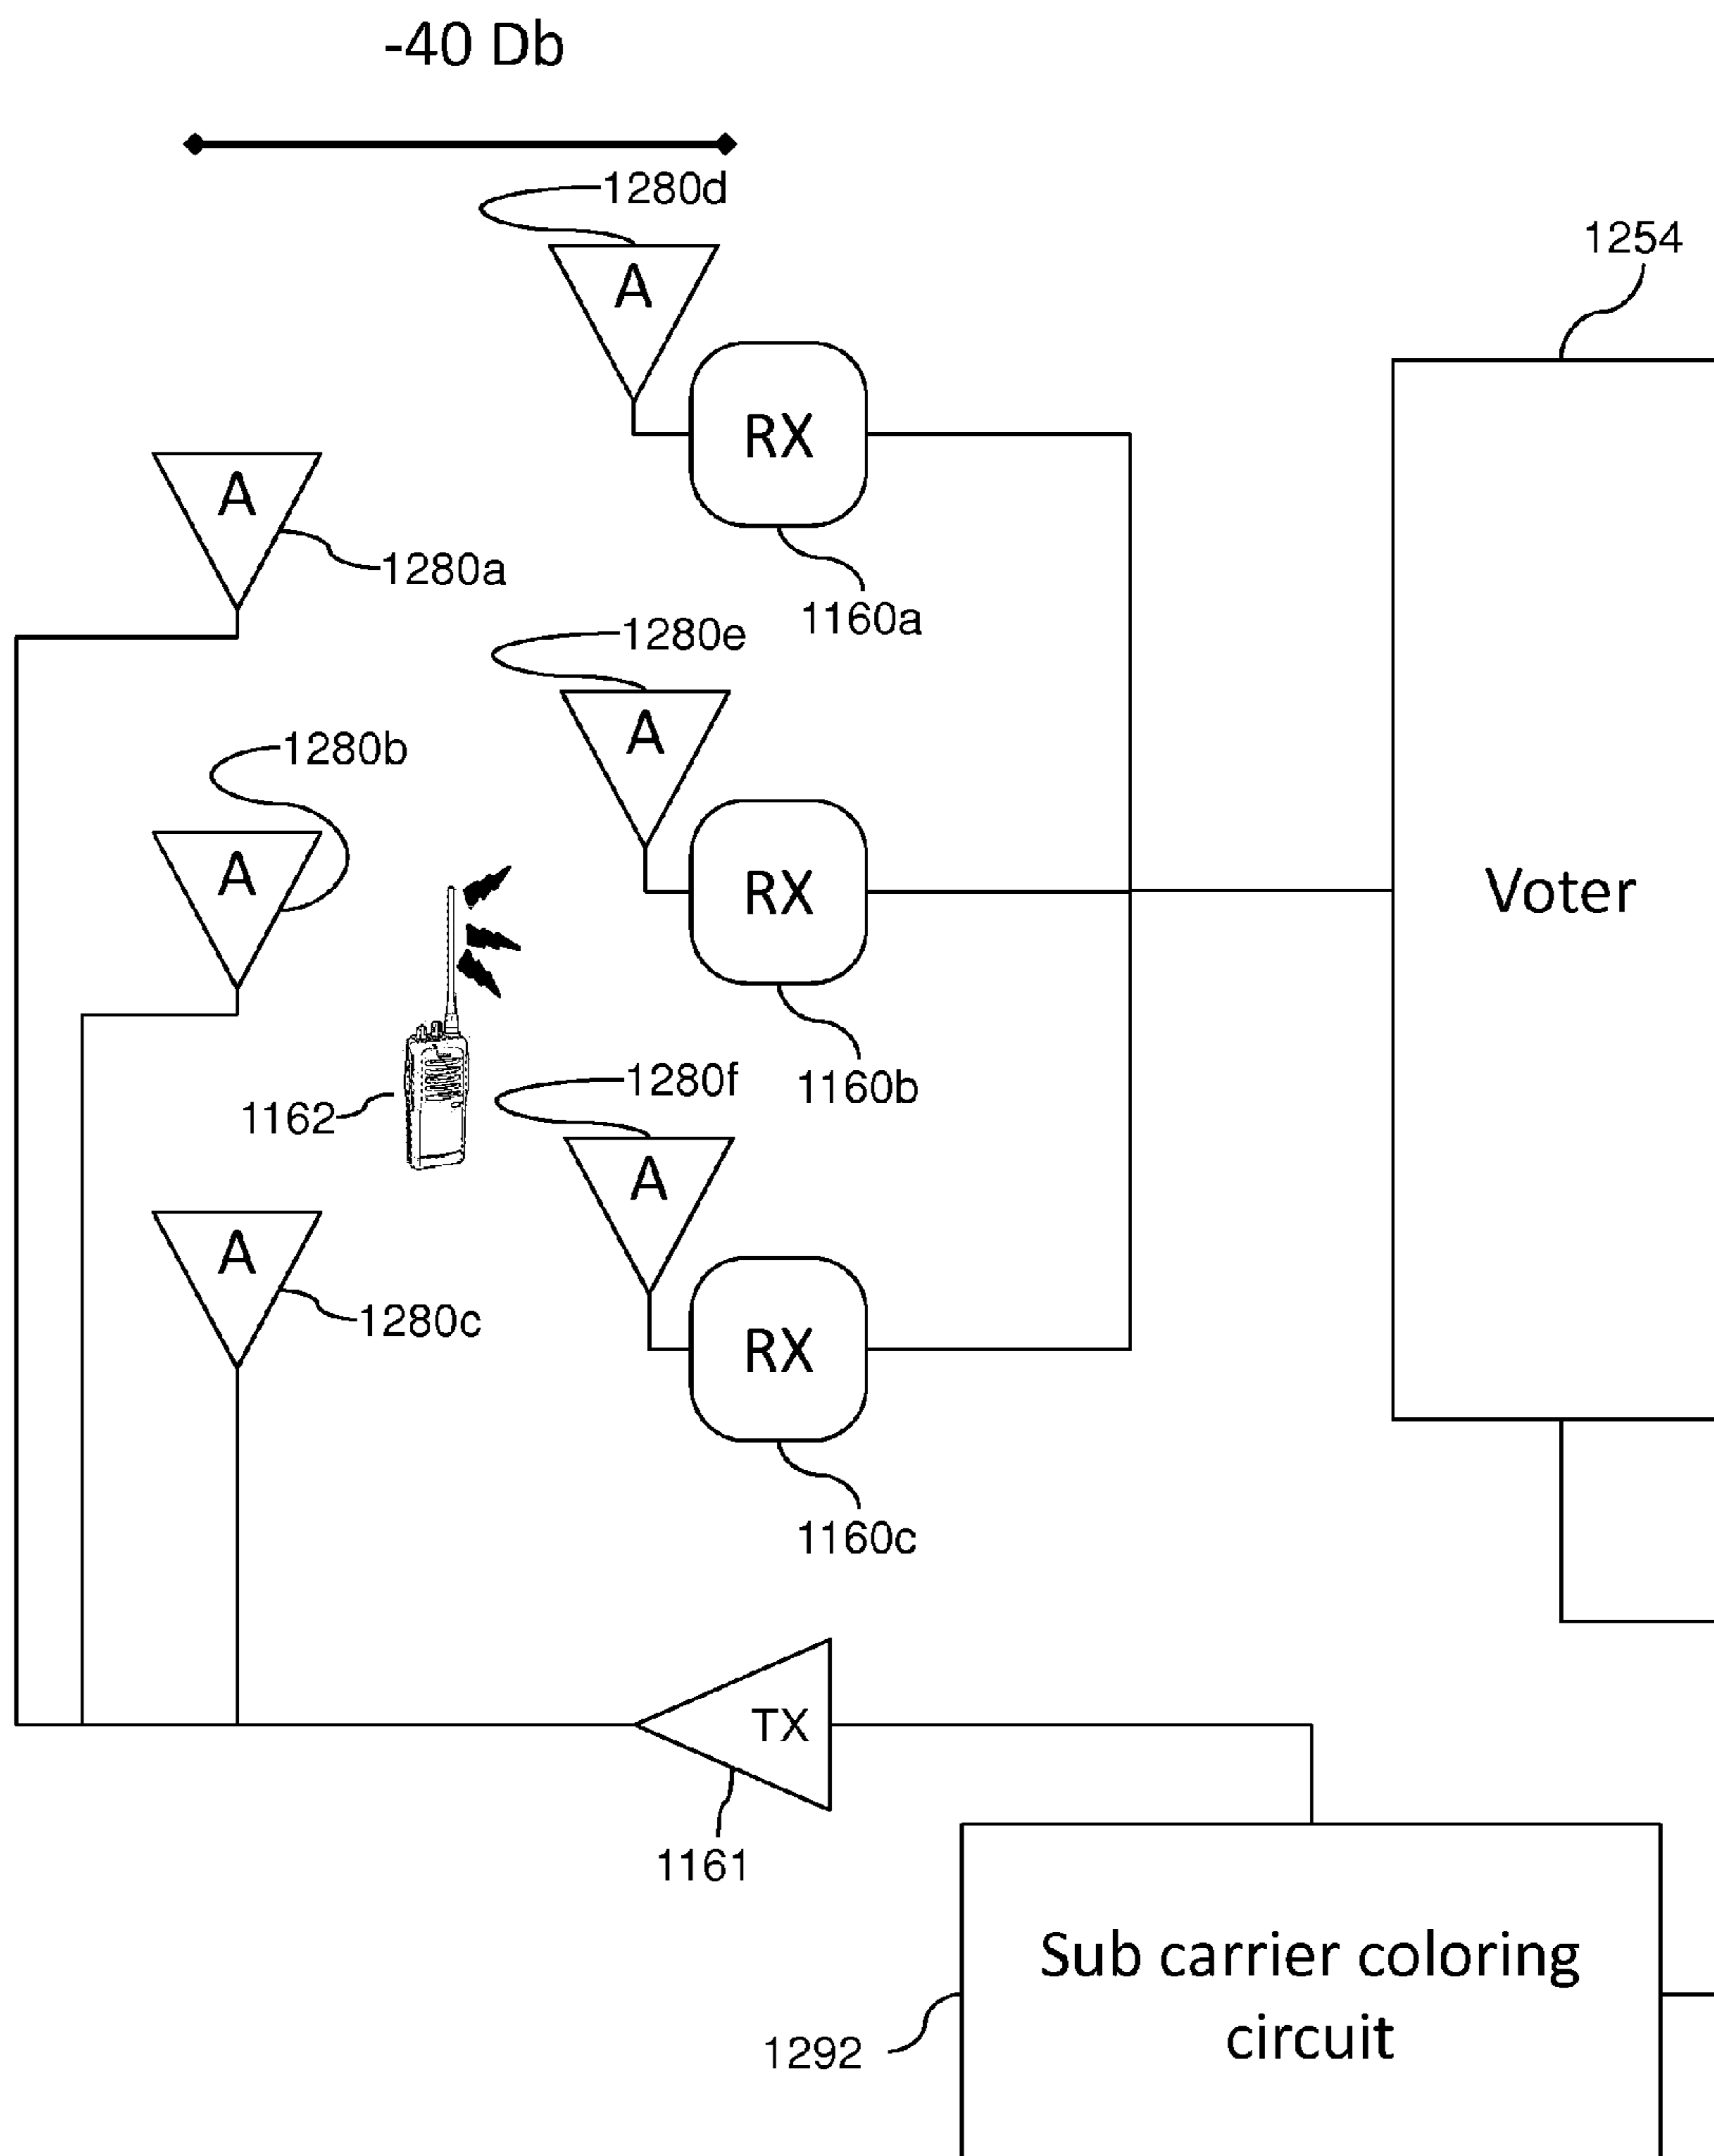 -40 Db
1280d
1254
A
RX
A
1280a
1160a
1280e
A
1280b
A
RX
Voter
1280f
1160b
1162
A
A
RX
1280c
1160c
TX
1161
Sub carrier coloring
circuit
1292